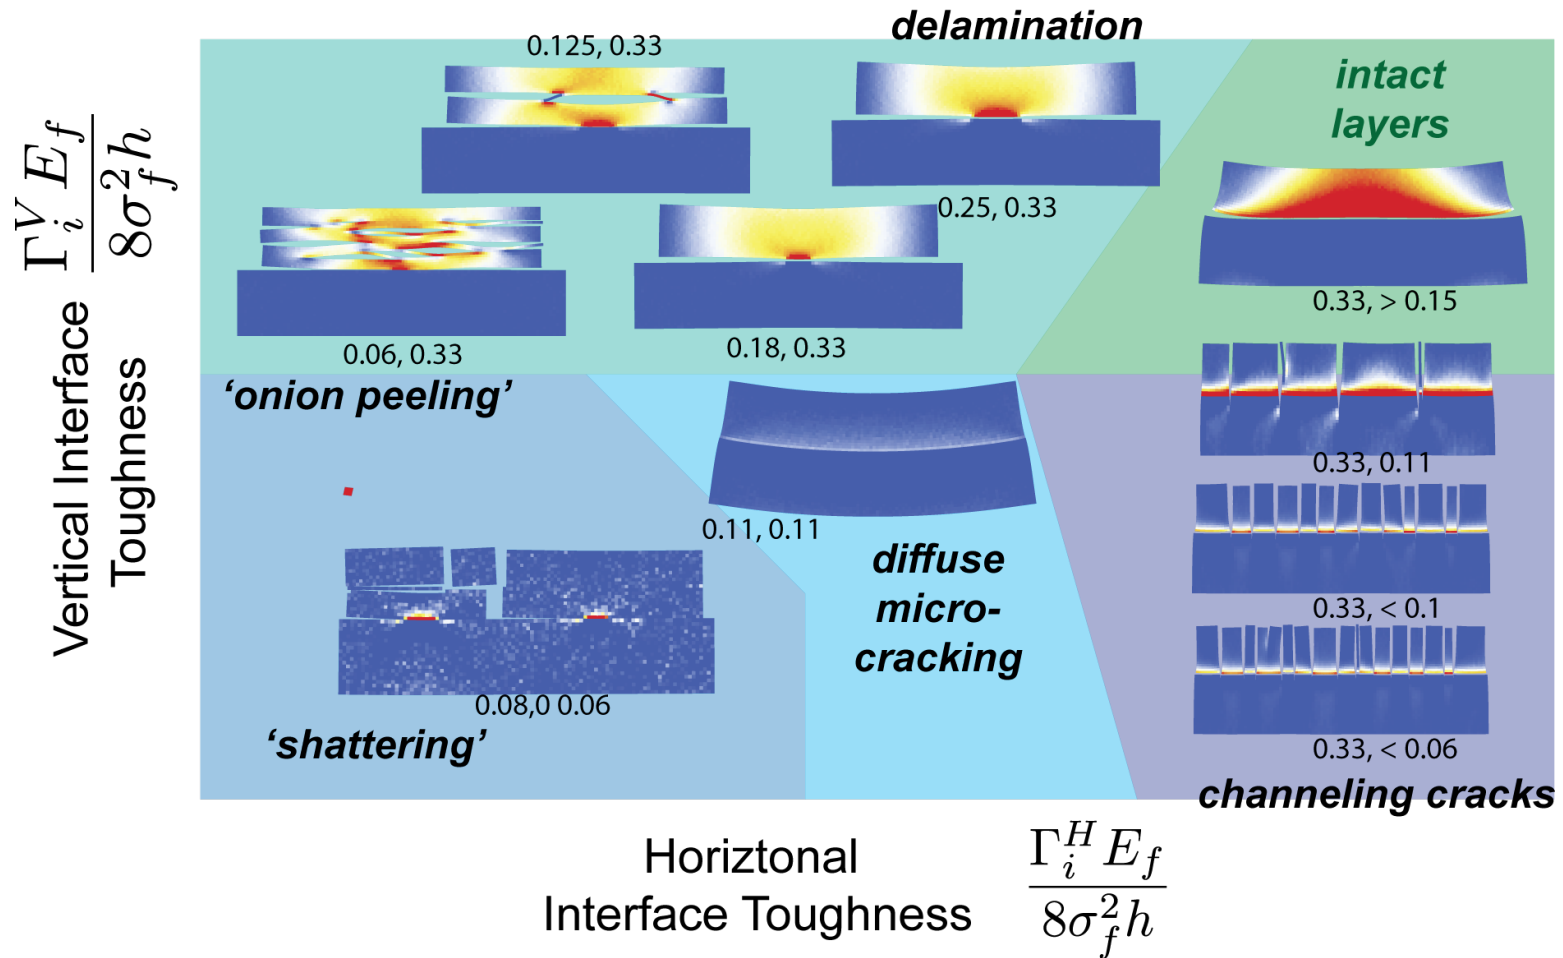 delamination
0.125, 0.33
intact
layers
Γ_i^V E_f
8σ_f^2 h
0.25, 0.33
0.33, > 0.15
0.06, 0.33
0.18, 0.33
Vertical Interface
Toughness
‘onion peeling’
0.33, 0.11
0.11, 0.11
diffuse
micro-
cracking
0.33, < 0.1
0.08,0 0.06
‘shattering’
0.33, < 0.06
channeling cracks
Horiztonal
Interface Toughness
Γ_i^H E_f
8σ_f^2 h